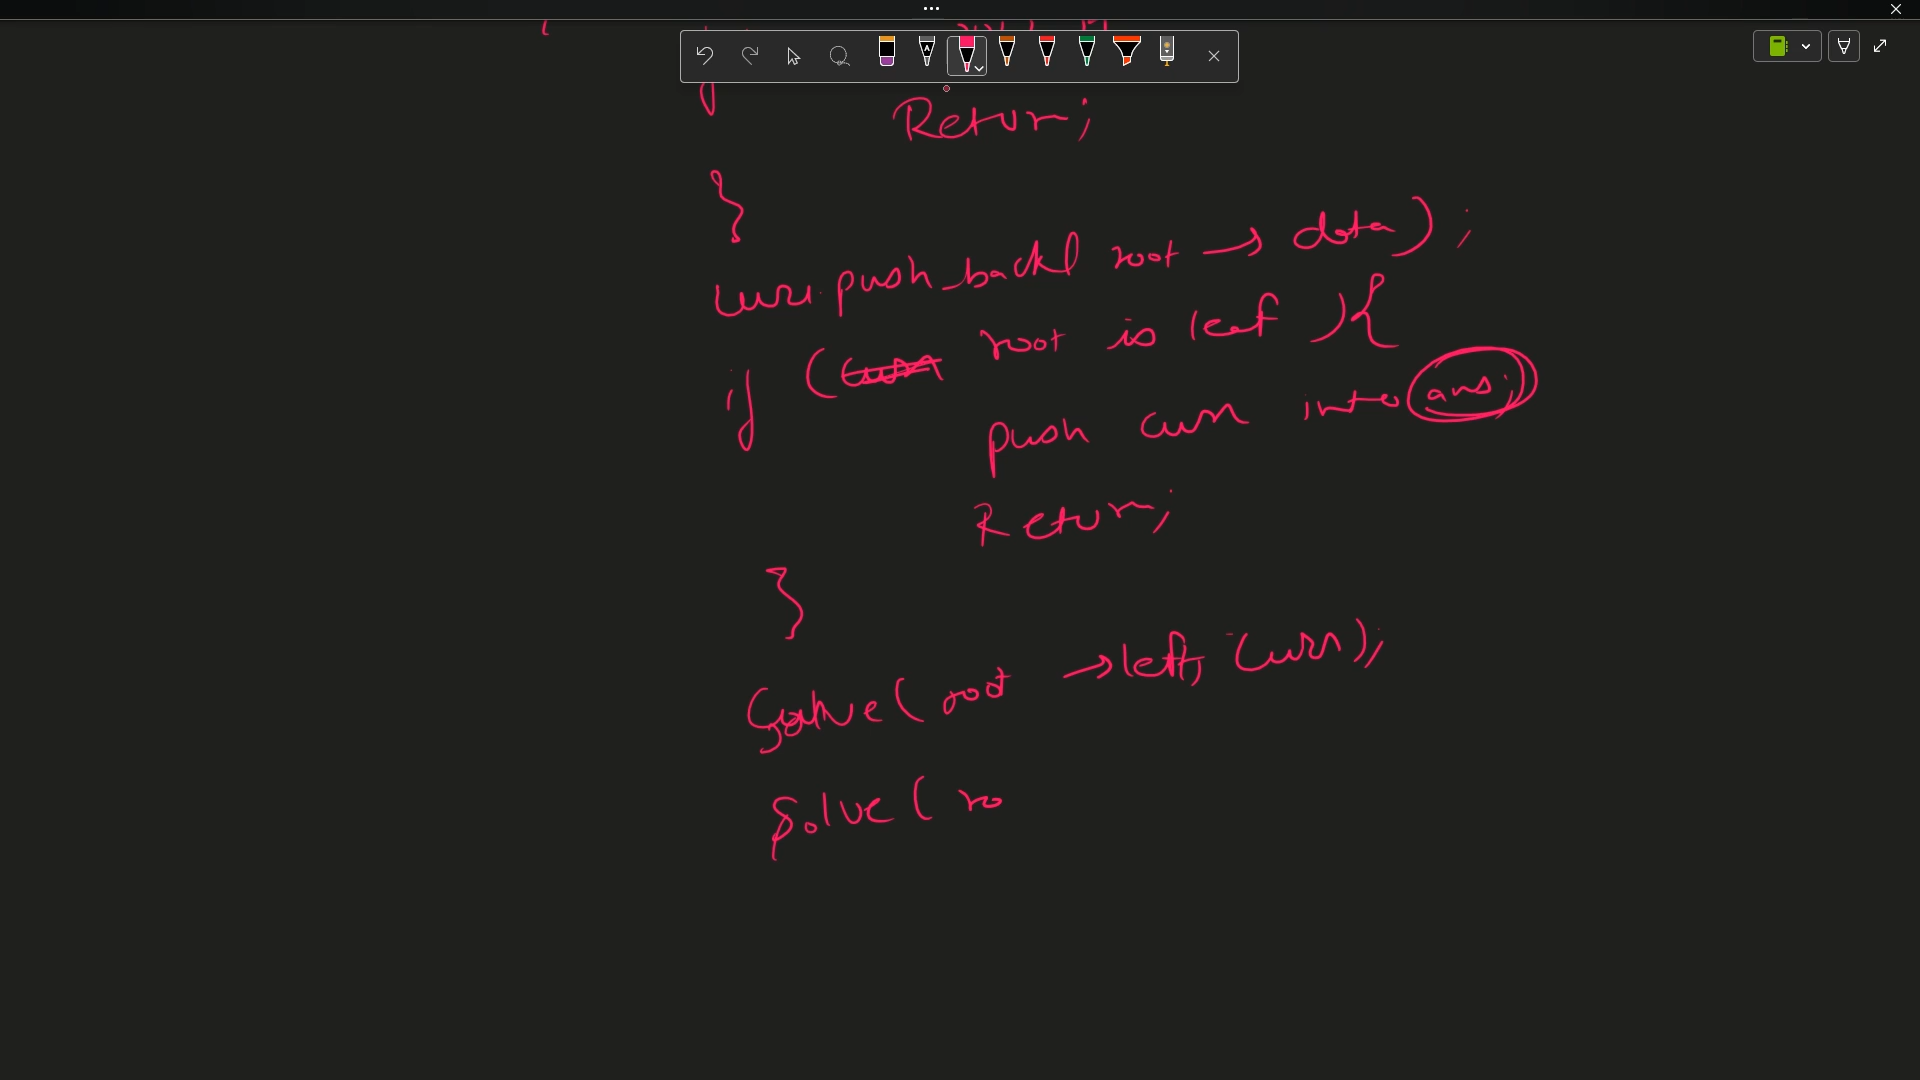 Return;
}
curr.push_back( root → data);
if ( root is leaf ){
push curr into ans;
Return;
}
Solve( root → left, curr);
Solve( ro